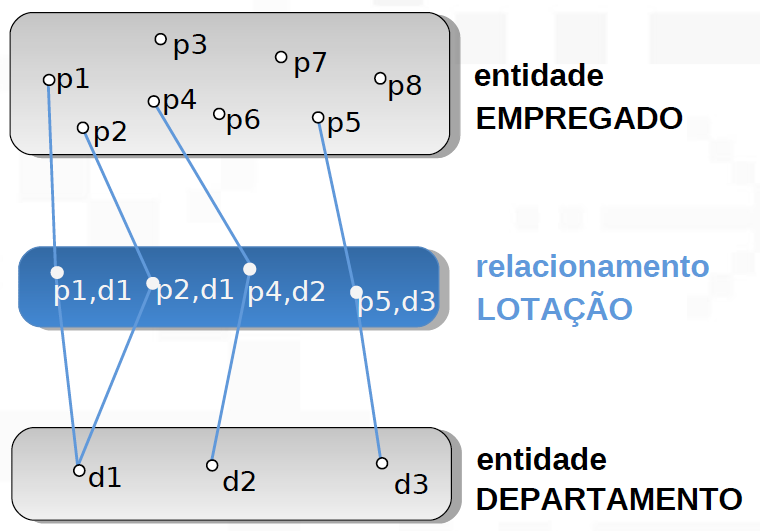 p3
p7
p1
p8
p4
p6
p5
p2
entidade
EMPREGADO
p1,d1
p2,d1
p4,d2
p5,d3
relacionamento
LOTAÇÃO
d1
d2
d3
entidade
DEPARTAMENTO